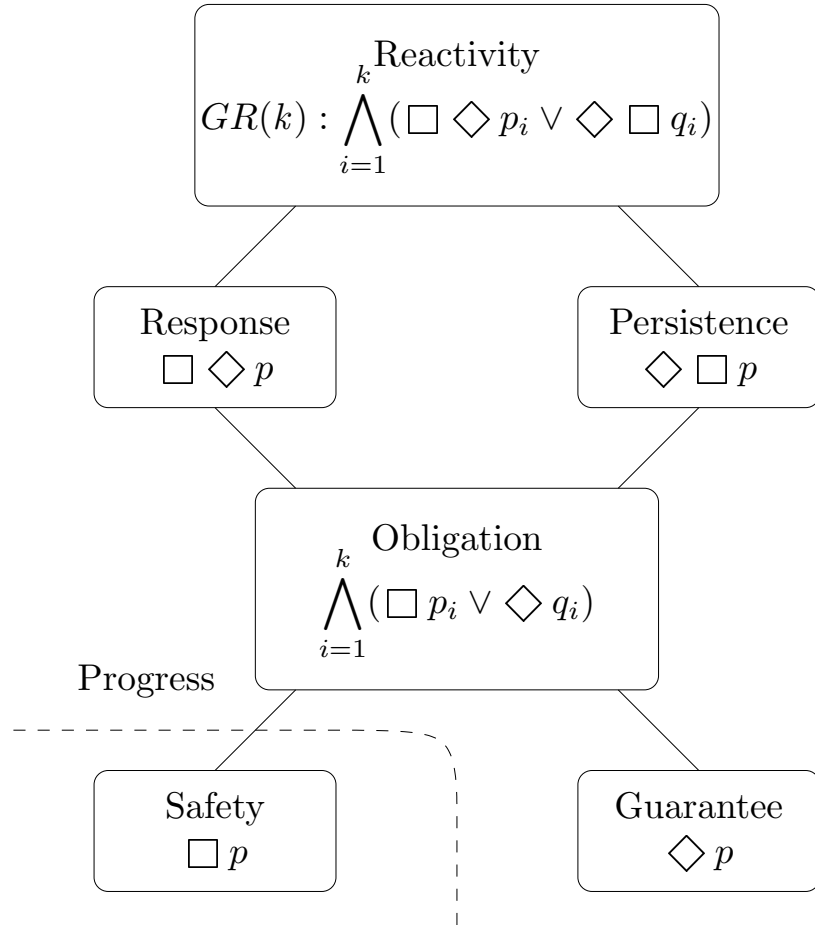 Reactivity
GR(k) : ⋀_{i=1}^{k} (□ ◇ p_i ∨ ◇ □ q_i)
Response
□ ◇ p
Persistence
◇ □ p
Obligation
⋀_{i=1}^{k} (□ p_i ∨ ◇ q_i)
Progress
Safety
□ p
Guarantee
◇ p